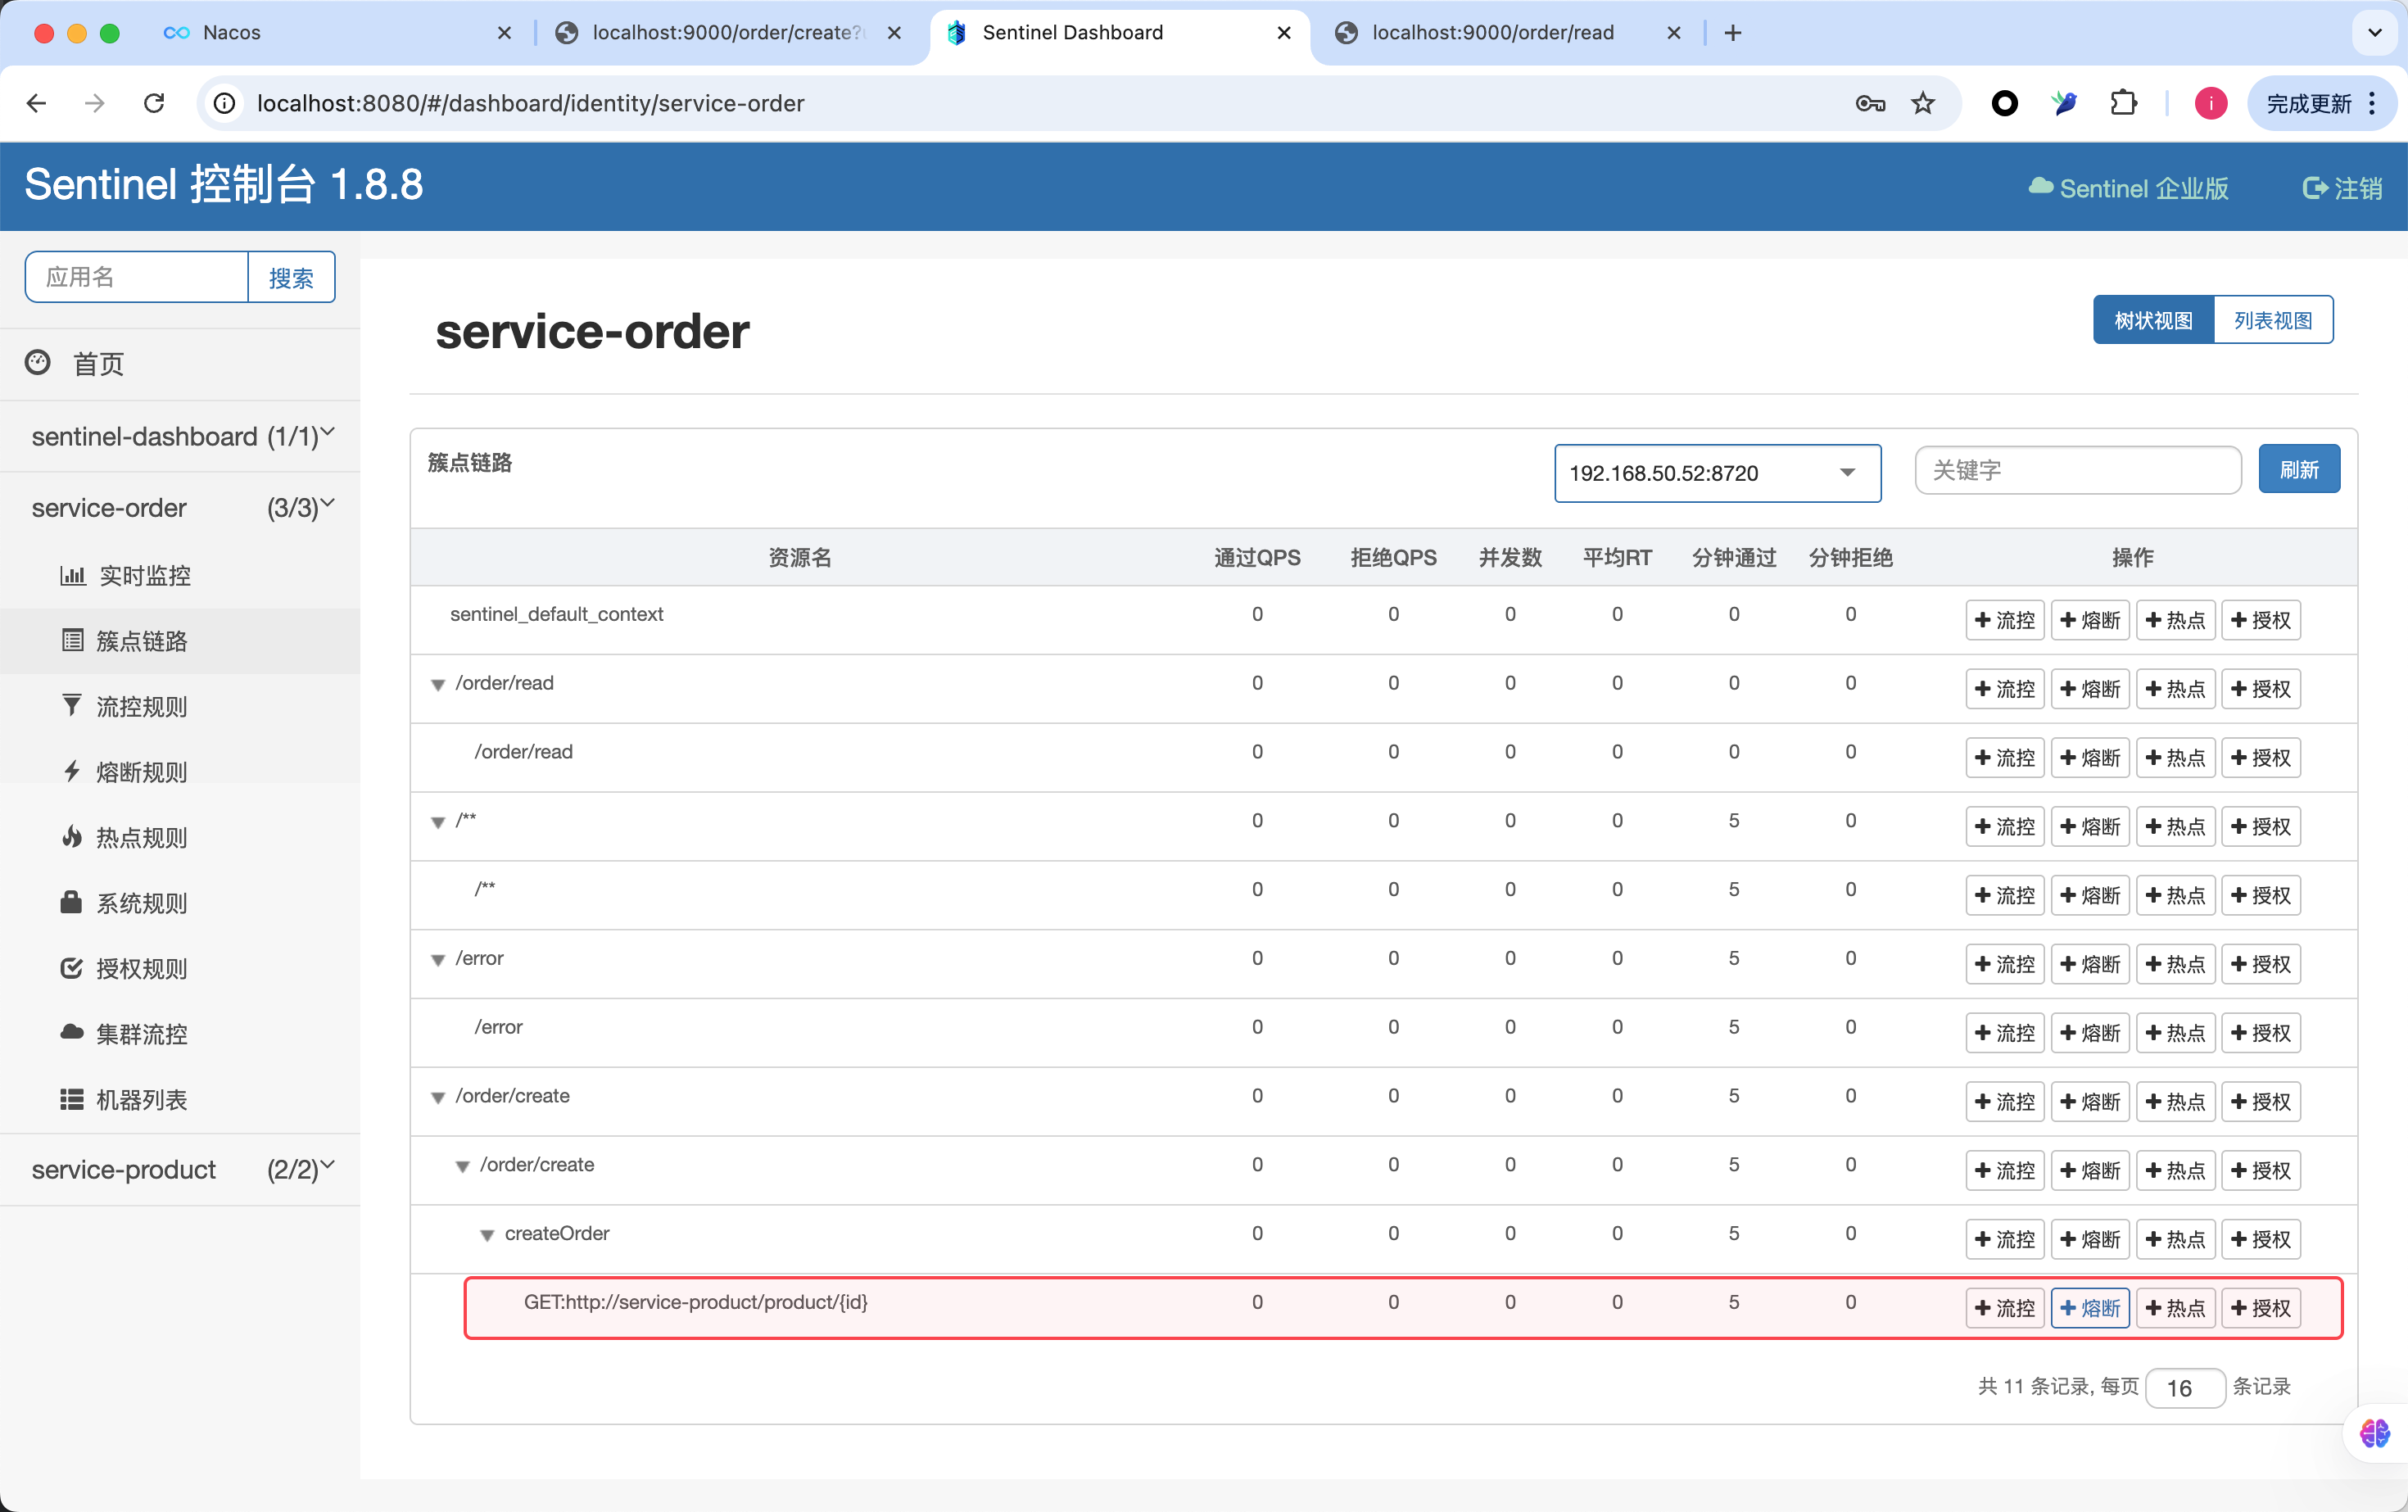 Nacos
localhost:9000/order/create?
Sentinel Dashboard
localhost:9000/order/read
localhost:8080/#/dashboard/identity/service-order
i
完成更新
Sentinel 控制台 1.8.8
Sentinel 企业版
注销
应用名
搜索
首页
sentinel-dashboard (1/1)
service-order (3/3)
实时监控
簇点链路
流控规则
熔断规则
热点规则
系统规则
授权规则
集群流控
机器列表
service-product (2/2)
service-order
树状视图 列表视图
簇点链路
192.168.50.52:8720
关键字
刷新
资源名 通过QPS 拒绝QPS 并发数 平均RT 分钟通过 分钟拒绝 操作
sentinel_default_context 0 0 0 0 0 0 流控 熔断 热点 授权
/order/read 0 0 0 0 0 0 流控 熔断 热点 授权
/order/read 0 0 0 0 0 0 流控 熔断 热点 授权
/** 0 0 0 0 5 0 流控 熔断 热点 授权
/** 0 0 0 0 5 0 流控 熔断 热点 授权
/error 0 0 0 0 5 0 流控 熔断 热点 授权
/error 0 0 0 0 5 0 流控 熔断 热点 授权
/order/create 0 0 0 0 5 0 流控 熔断 热点 授权
/order/create 0 0 0 0 5 0 流控 熔断 热点 授权
createOrder 0 0 0 0 5 0 流控 熔断 热点 授权
GET:http://service-product/product/{id} 0 0 0 0 5 0 流控 熔断 热点 授权
共 11 条记录, 每页 16 条记录